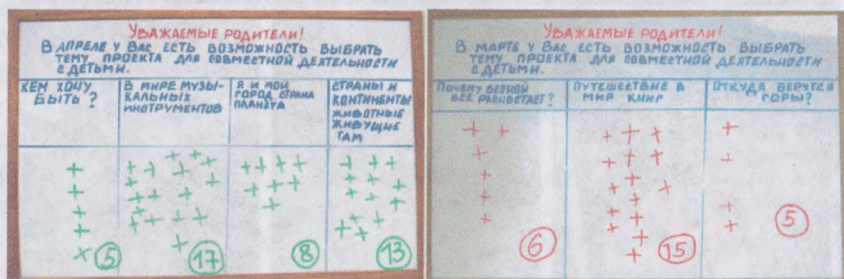 УВАЖАЕМЫЕ РОДИТЕЛИ!
В АПРЕЛЕ У ВАС ЕСТЬ ВОЗМОЖНОСТЬ ВЫБРАТЬ
ТЕМУ ПРОЕКТА ДЛЯ СОВМЕСТНОЙ ДЕЯТЕЛЬНОСТИ
С ДЕТЬМИ.
КЕМ ХОЧУ
БЫТЬ?
В МИРЕ МУЗЫ-
КАЛЬНЫХ
ИНСТРУМЕНТОВ
Я И МОЙ
ГОРОД, СТРАНА
ПЛАНЕТА
СТРАНЫ И
КОНТИНЕНТЫ
ЖИВОТНЫЕ
ЖИВУЩИЕ
ТАМ
5
17
8
13
УВАЖАЕМЫЕ РОДИТЕЛИ!
В МАРТЕ У ВАС ЕСТЬ ВОЗМОЖНОСТЬ ВЫБРАТЬ
ТЕМУ ПРОЕКТА ДЛЯ СОВМЕСТНОЙ ДЕЯТЕЛЬНОСТИ
С ДЕТЬМИ.
ПОЧЕМУ ВЕСНОЙ
ВСЕ РАСЦВЕТАЕТ?
ПУТЕШЕСТВИЕ В
МИР КНИГ
ОТКУДА БЕРУТСЯ
ГОРЫ?
6
15
5